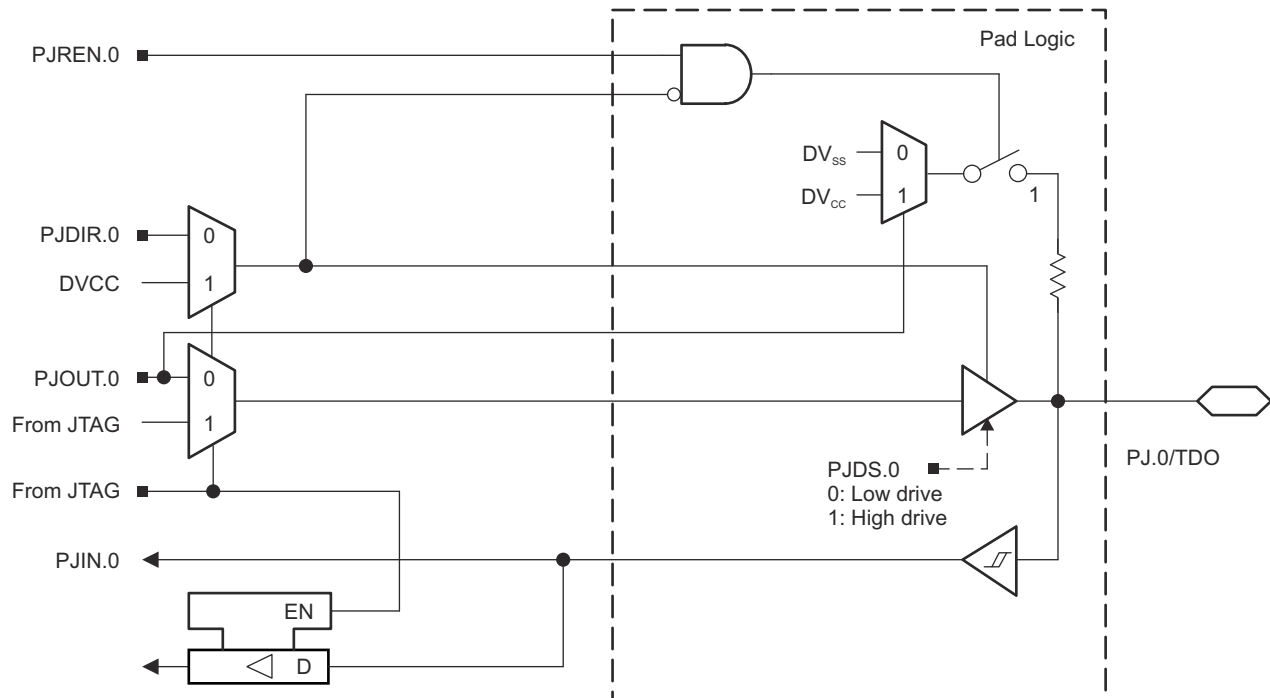 Pad Logic
PJREN.0
DVSS 0
DVCC 1
1
PJDIR.0 0
DVCC 1
PJOUT.0 0
From JTAG 1
From JTAG
PJDS.0
0: Low drive
1: High drive
PJ.0/TDO
PJIN.0
EN
D